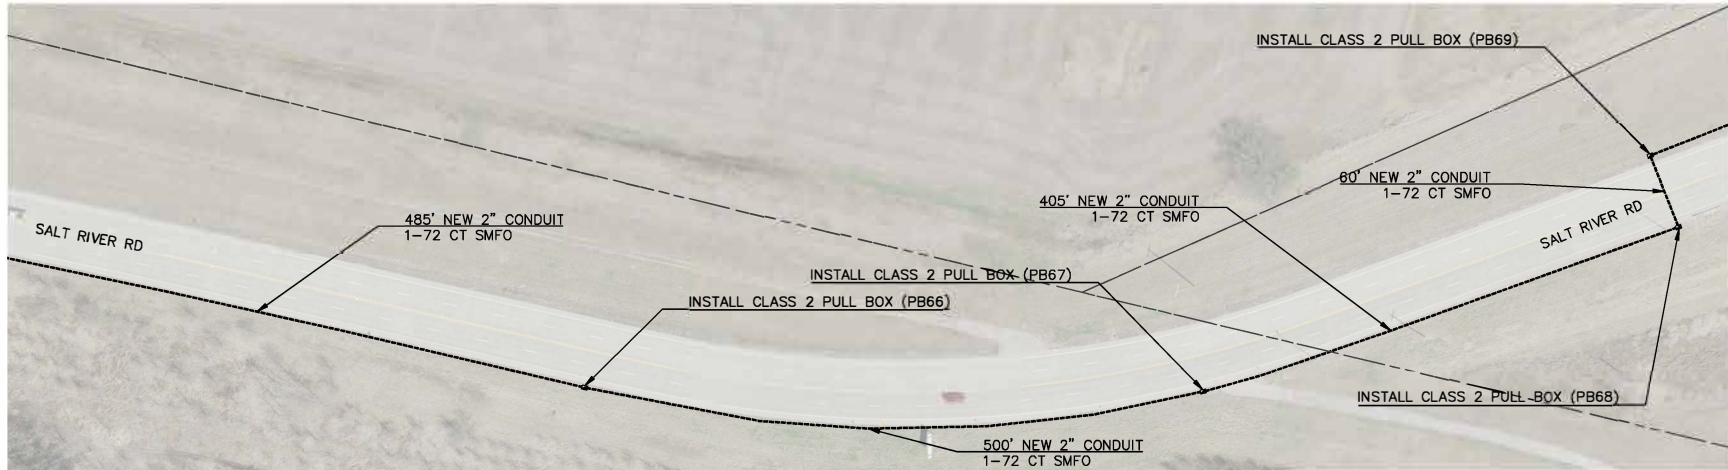 INSTALL CLASS 2 PULL BOX (PB69)
60' NEW 2" CONDUIT
1-72 CT SMFO
405' NEW 2" CONDUIT
1-72 CT SMFO
485' NEW 2" CONDUIT
1-72 CT SMFO
SALT RIVER RD
SALT RIVER RD
INSTALL CLASS 2 PULL BOX (PB67)
INSTALL CLASS 2 PULL BOX (PB66)
INSTALL CLASS 2 PULL BOX (PB68)
500' NEW 2" CONDUIT
1-72 CT SMFO